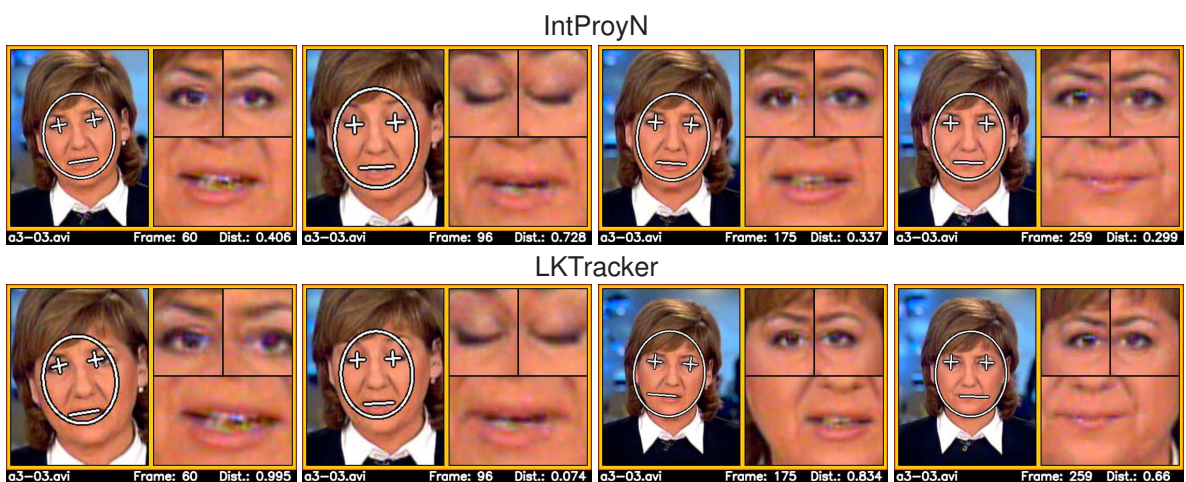 IntProyN
a3-03.avi Frame: 60 Dist.: 0.406
a3-03.avi Frame: 96 Dist.: 0.728
a3-03.avi Frame: 175 Dist.: 0.337
a3-03.avi Frame: 259 Dist.: 0.299
LKTracker
a3-03.avi Frame: 60 Dist.: 0.995
a3-03.avi Frame: 96 Dist.: 0.074
a3-03.avi Frame: 175 Dist.: 0.834
a3-03.avi Frame: 259 Dist.: 0.66